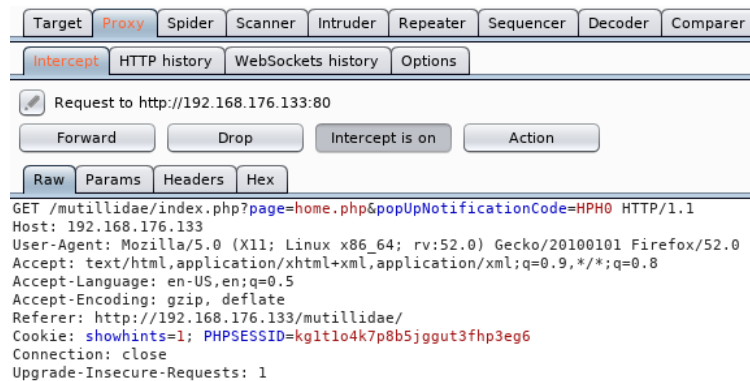 Target Proxy Spider Scanner Intruder Repeater Sequencer Decoder Comparer
Intercept HTTP history WebSockets history Options
Request to http://192.168.176.133:80
Forward Drop Intercept is on Action
Raw Params Headers Hex
GET /mutillidae/index.php?page=home.php&popUpNotificationCode=HPH0 HTTP/1.1
Host: 192.168.176.133
User-Agent: Mozilla/5.0 (X11; Linux x86_64; rv:52.0) Gecko/20100101 Firefox/52.0
Accept: text/html,application/xhtml+xml,application/xml;q=0.9,*/*;q=0.8
Accept-Language: en-US,en;q=0.5
Accept-Encoding: gzip, deflate
Referer: http://192.168.176.133/mutillidae/
Cookie: showhints=1; PHPSESSID=kg1t1o4k7p8b5jggut3fhp3eg6
Connection: close
Upgrade-Insecure-Requests: 1